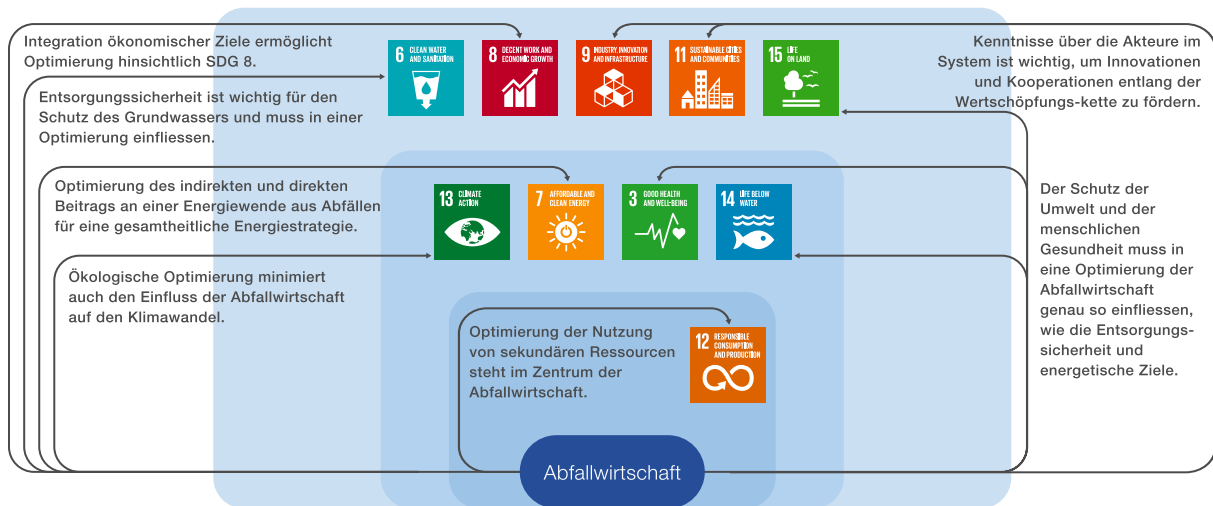 Integration ökonomischer Ziele ermöglicht
Optimierung hinsichtlich SDG 8.
Entsorgungssicherheit ist wichtig für den
Schutz des Grundwassers und muss in einer
Optimierung einfliessen.
6 CLEAN WATER
AND SANITATION
8 DECENT WORK AND
ECONOMIC GROWTH
9 INDUSTRY, INNOVATION
AND INFRASTRUCTURE
11 SUSTAINABLE CITIES
AND COMMUNITIES
15 LIFE
ON LAND
Kenntnisse über die Akteure im
System ist wichtig, um Innovationen
und Kooperationen entlang der
Wertschöpfungs-kette zu fördern.
Optimierung des indirekten und direkten
Beitrags an einer Energiewende aus Abfällen
für eine gesamtheitliche Energiestrategie.
Ökologische Optimierung minimiert
auch den Einfluss der Abfallwirtschaft
auf den Klimawandel.
13 CLIMATE
ACTION
7 AFFORDABLE AND
CLEAN ENERGY
3 GOOD HEALTH
AND WELL-BEING
14 LIFE BELOW
WATER
Der Schutz der
Umwelt und der
menschlichen
Gesundheit muss in
eine Optimierung der
Abfallwirtschaft
genau so einfliessen,
wie die Entsorgungs-
sicherheit und
energetische Ziele.
Optimierung der Nutzung
von sekundären Ressourcen
steht im Zentrum der
Abfallwirtschaft.
12 RESPONSIBLE
CONSUMPTION
AND PRODUCTION
Abfallwirtschaft